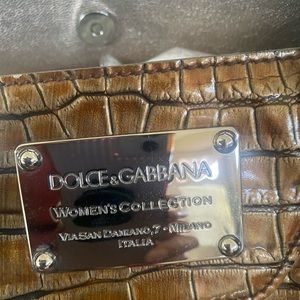 DOLCE&GABBANA
WOMEN'S COLLECTION
VIA SAN DAMIANO,7 - MILANO
ITALIA